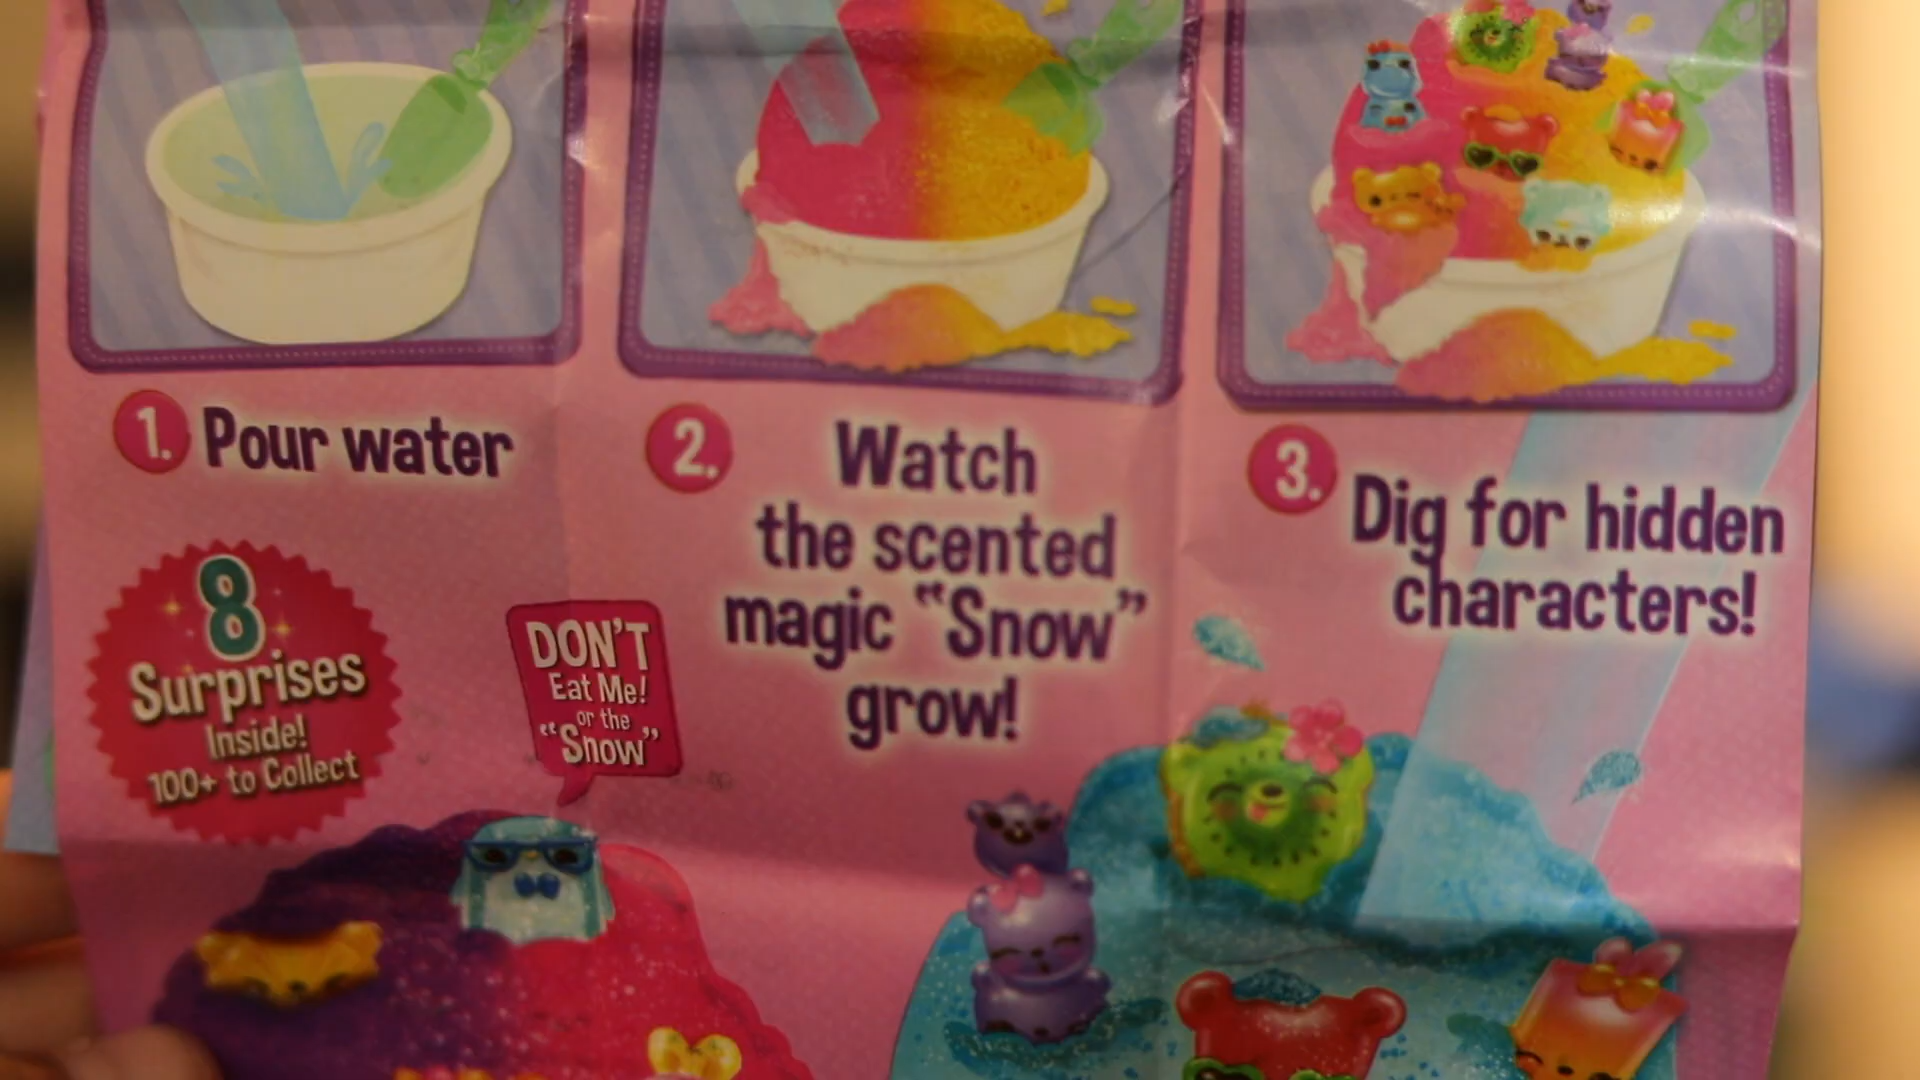 1. Pour water
2. Watch
the scented
magic "Snow"
grow!
3. Dig for hidden
characters!
8
Surprises
Inside!
100+ to Collect
DON'T
Eat Me!
or the
"Snow"